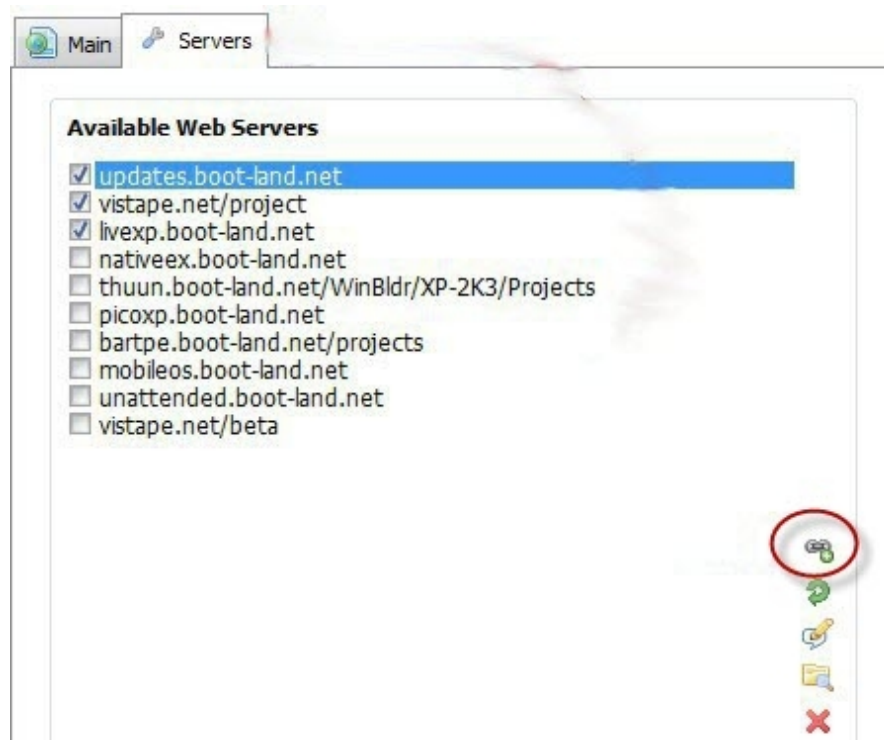 Main
Servers
Available Web Servers
updates.boot-land.net
vistape.net/project
livexp.boot-land.net
nativeex.boot-land.net
thuun.boot-land.net/WinBldr/XP-2K3/Projects
picoxp.boot-land.net
bartpe.boot-land.net/projects
mobileos.boot-land.net
unattended.boot-land.net
vistape.net/beta